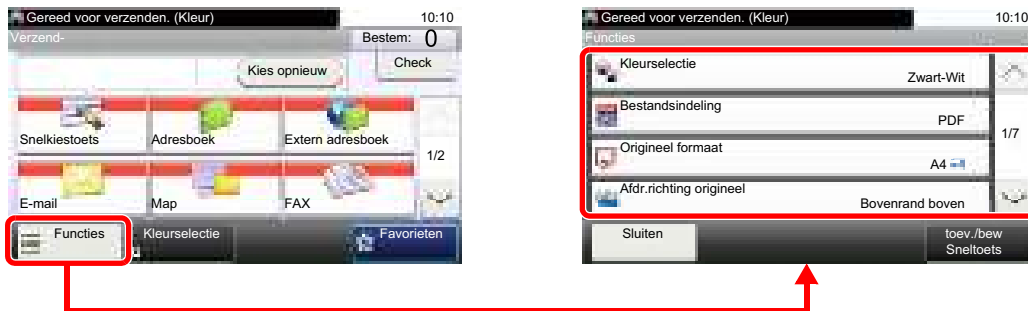 Gereed voor verzenden. (Kleur) 10:10
Verzend- Bestem: 0
Kies opnieuw Check
Snelkiestoets Adresboek Extern adresboek
1/2
E-mail Map FAX
Functies Kleurselectie Favorieten
Gereed voor verzenden. (Kleur) 10:10
Functies
Kleurselectie
Zwart-Wit
Bestandsindeling
PDF
1/7
Origineel formaat
A4
Afdr.richting origineel
Bovenrand boven
Sluiten toev./bew
Sneltoets